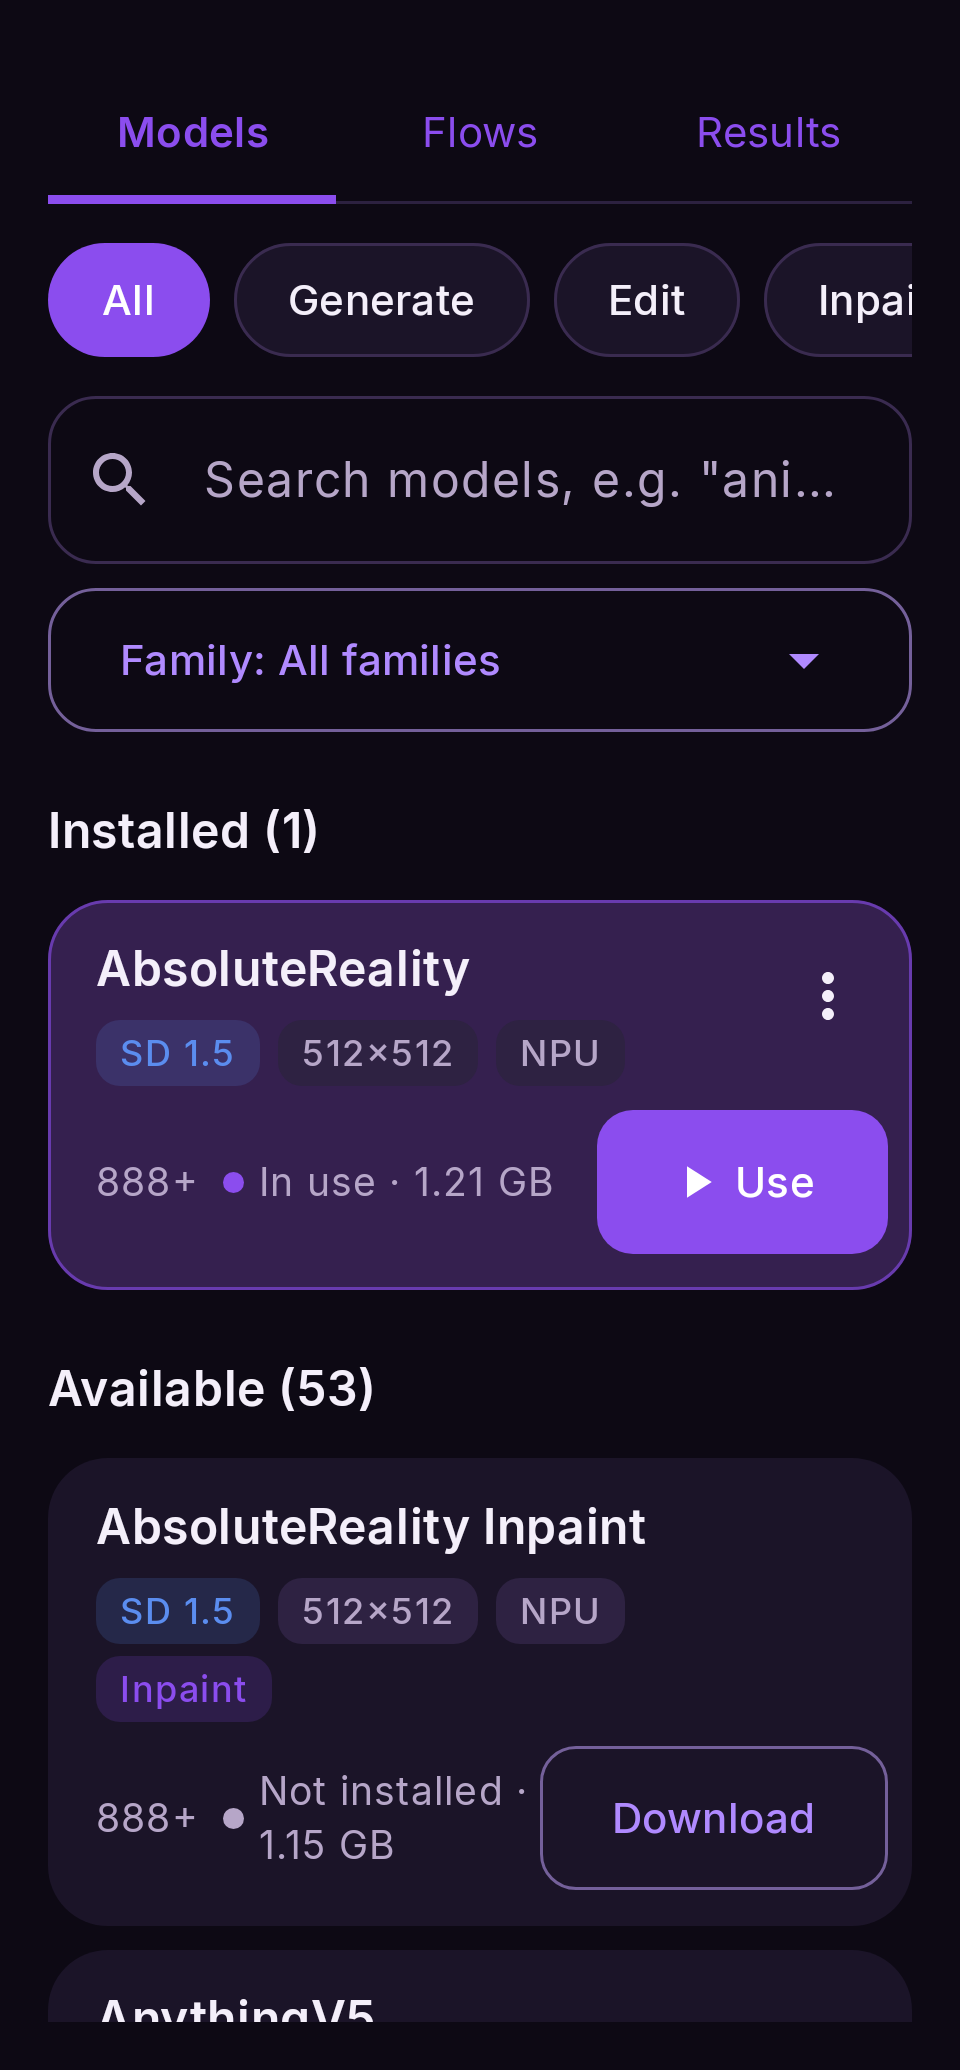 Models Flows Results
All Generate Edit Inpai
Search models, e.g. "ani...
Family: All families
Installed (1)
AbsoluteReality
SD 1.5 512×512 NPU
888+ In use · 1.21 GB Use
Available (53)
AbsoluteReality Inpaint
SD 1.5 512×512 NPU
Inpaint
888+ Not installed ·
1.15 GB
Download
AnythingV5